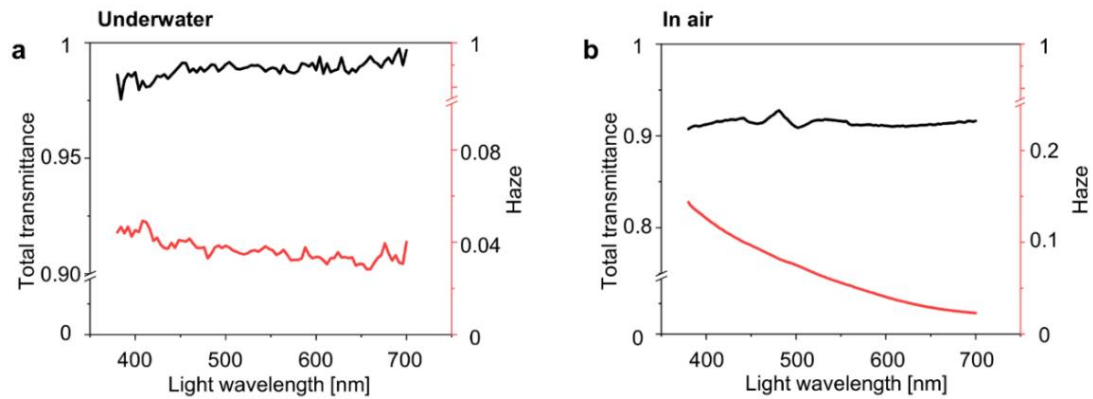 Underwater
a
1
0.95
0.90
0
Total transmittance
1
0.08
0.04
0
Haze
400 500 600 700
Light wavelength [nm]
In air
b
1
0.9
0.8
0
Total transmittance
1
0.2
0.1
0
Haze
400 500 600 700
Light wavelength [nm]